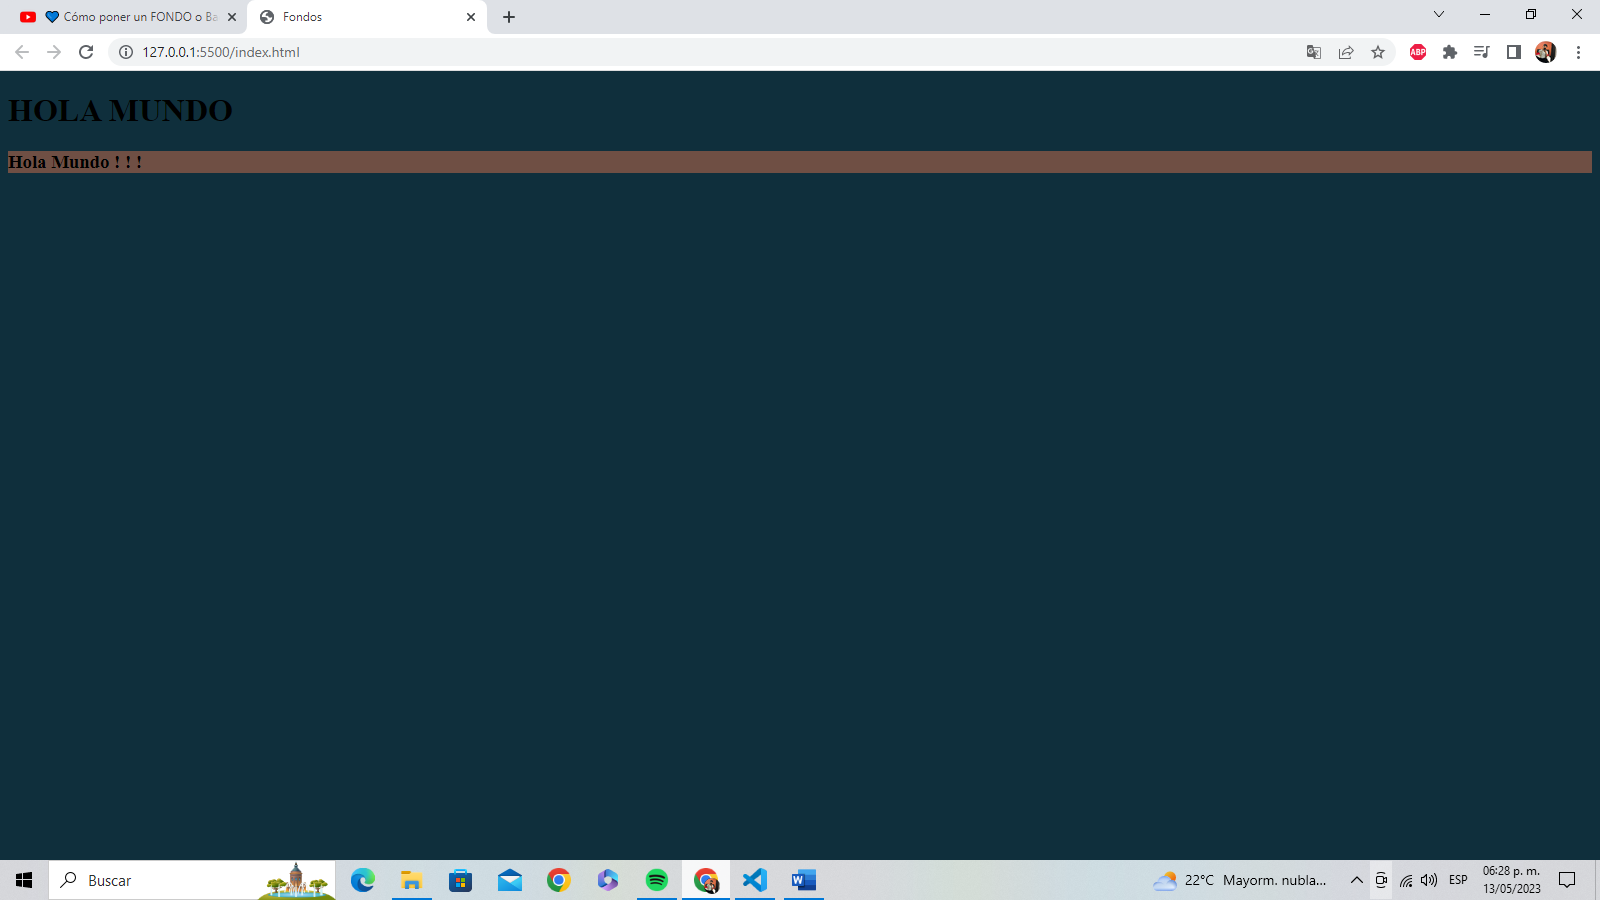 Cómo poner un FONDO o Ba
Fondos
127.0.0.1:5500/index.html
ABP
HOLA MUNDO
Hola Mundo ! ! !
Buscar
22°C Mayorm. nubla...
ESP
06:28 p. m.
13/05/2023